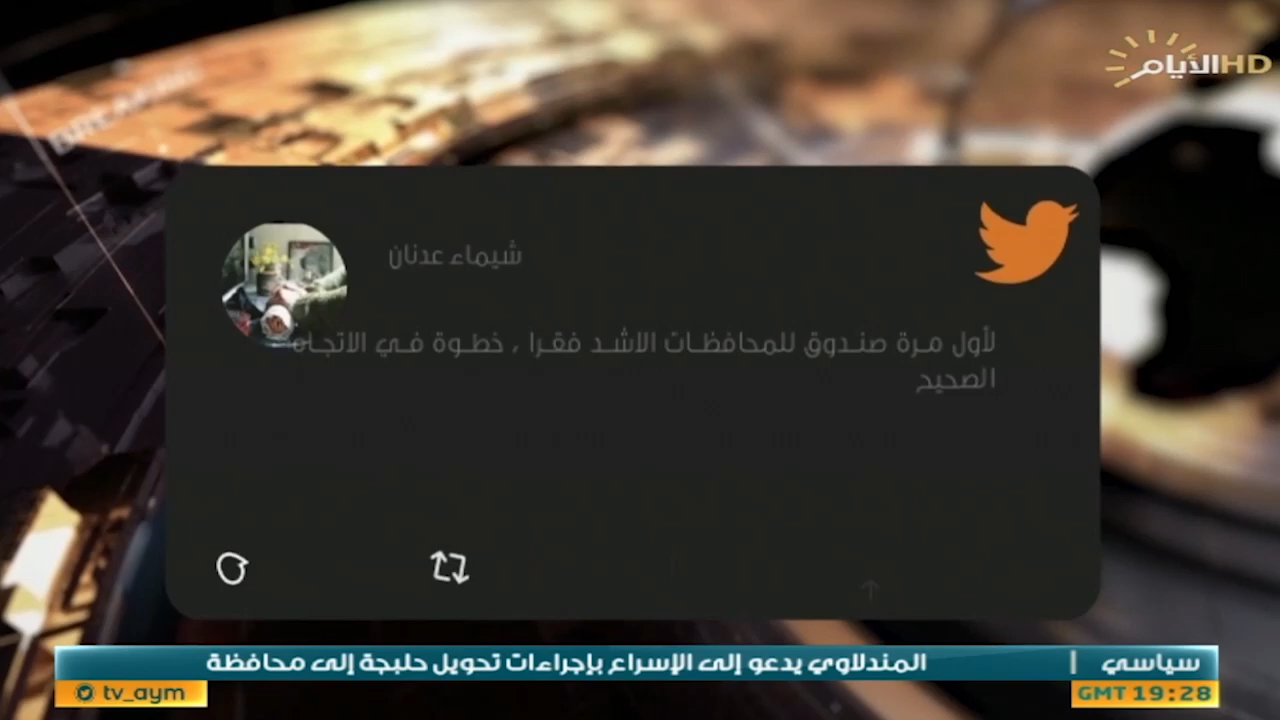 الأيام HD
شيماء عدنان
لأول مرة صندوق للمحافظات الاشد فقرا , خطوة في الاتجاه
الصحيح
سياسي | المندلاوي يدعو إلى الإسراع بإجراءات تحويل حلبجة إلى محافظة
tv_aym
GMT 19:28